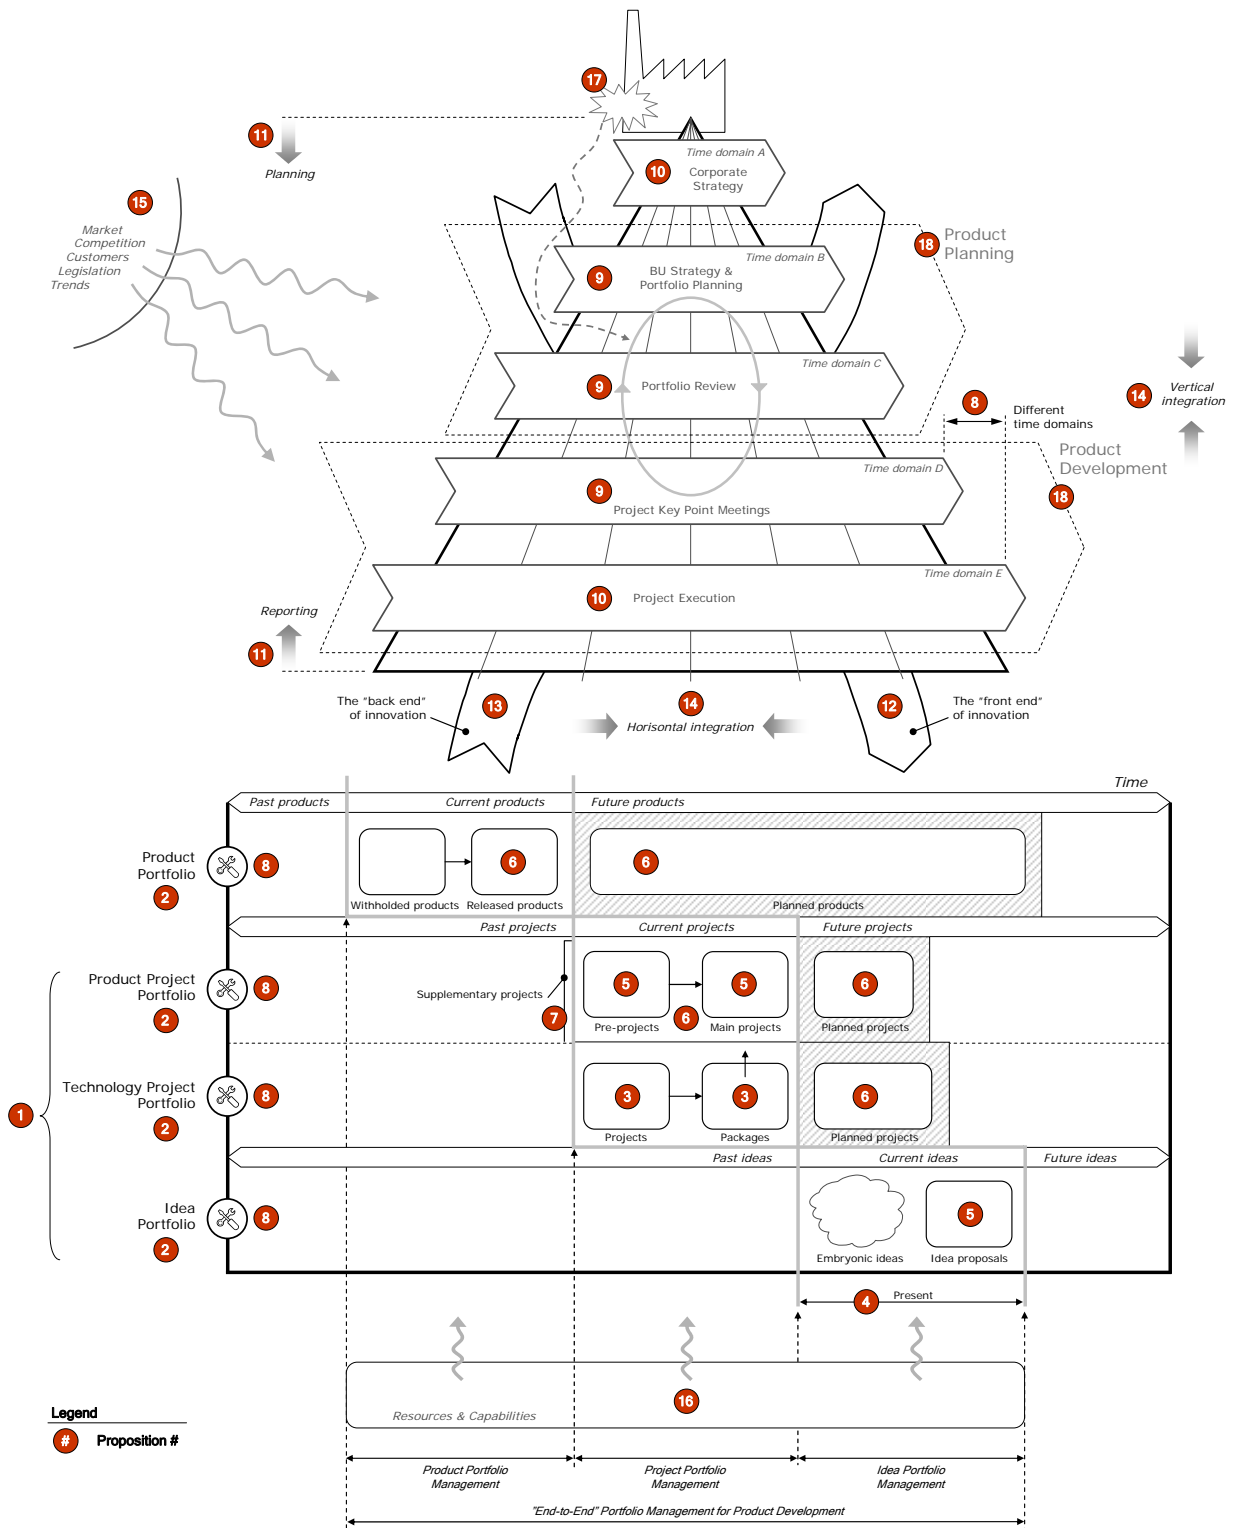 17
11
Planning
Time domain A
10
Corporate
Strategy
15
Market
Competition
Customers
Legislation
Trends
18
Product
Planning
Time domain B
9
BU Strategy &
Portfolio Planning
Time domain C
9
Portfolio Review
8
Different
time domains
14
Vertical
integration
Product
Development
18
Time domain D
9
Project Key Point Meetings
Time domain E
10
Project Execution
Reporting
11
The "back end"
of innovation
13
14
Horisontal integration
12
The "front end"
of innovation
Time
Past products
Current products
Future products
Product
Portfolio
2
8
6
6
Withholded products
Released products
Planned products
Past projects
Current projects
Future projects
Product Project
Portfolio
2
8
Supplementary projects
7
5
6
5
6
Pre-projects
Main projects
Planned projects
1
Technology Project
Portfolio
2
8
3
3
6
Projects
Packages
Planned projects
Past ideas
Current ideas
Future ideas
Idea
Portfolio
2
8
5
Embryonic ideas
Idea proposals
4
Present
16
Resources & Capabilities
Legend
#
Proposition #
Product Portfolio
Management
Project Portfolio
Management
Idea Portfolio
Management
"End-to-End" Portfolio Management for Product Development